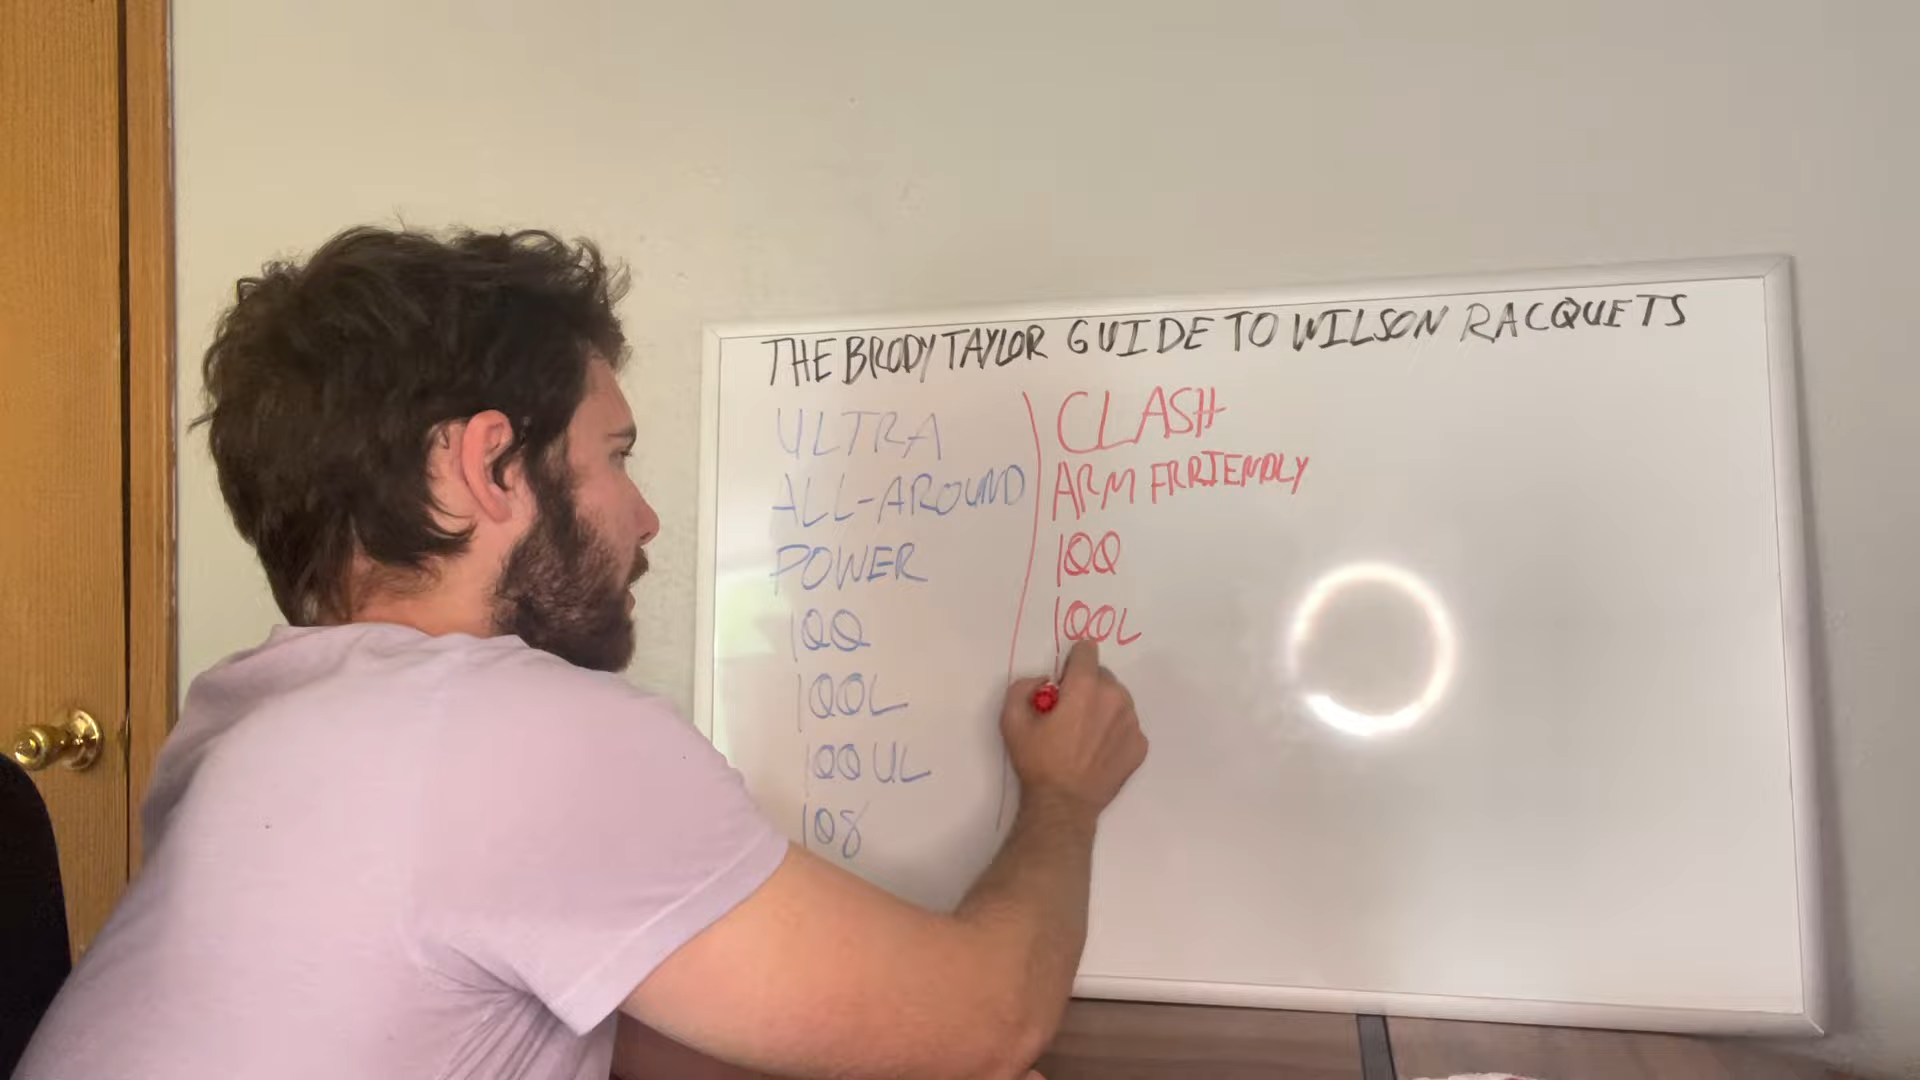 THE BRODY TAYLOR GUIDE TO WILSON RACQUETS
ULTRA
ALL-AROUND
POWER
100
100L
100UL
108
CLASH
ARM FRRIENDLY
100
100L